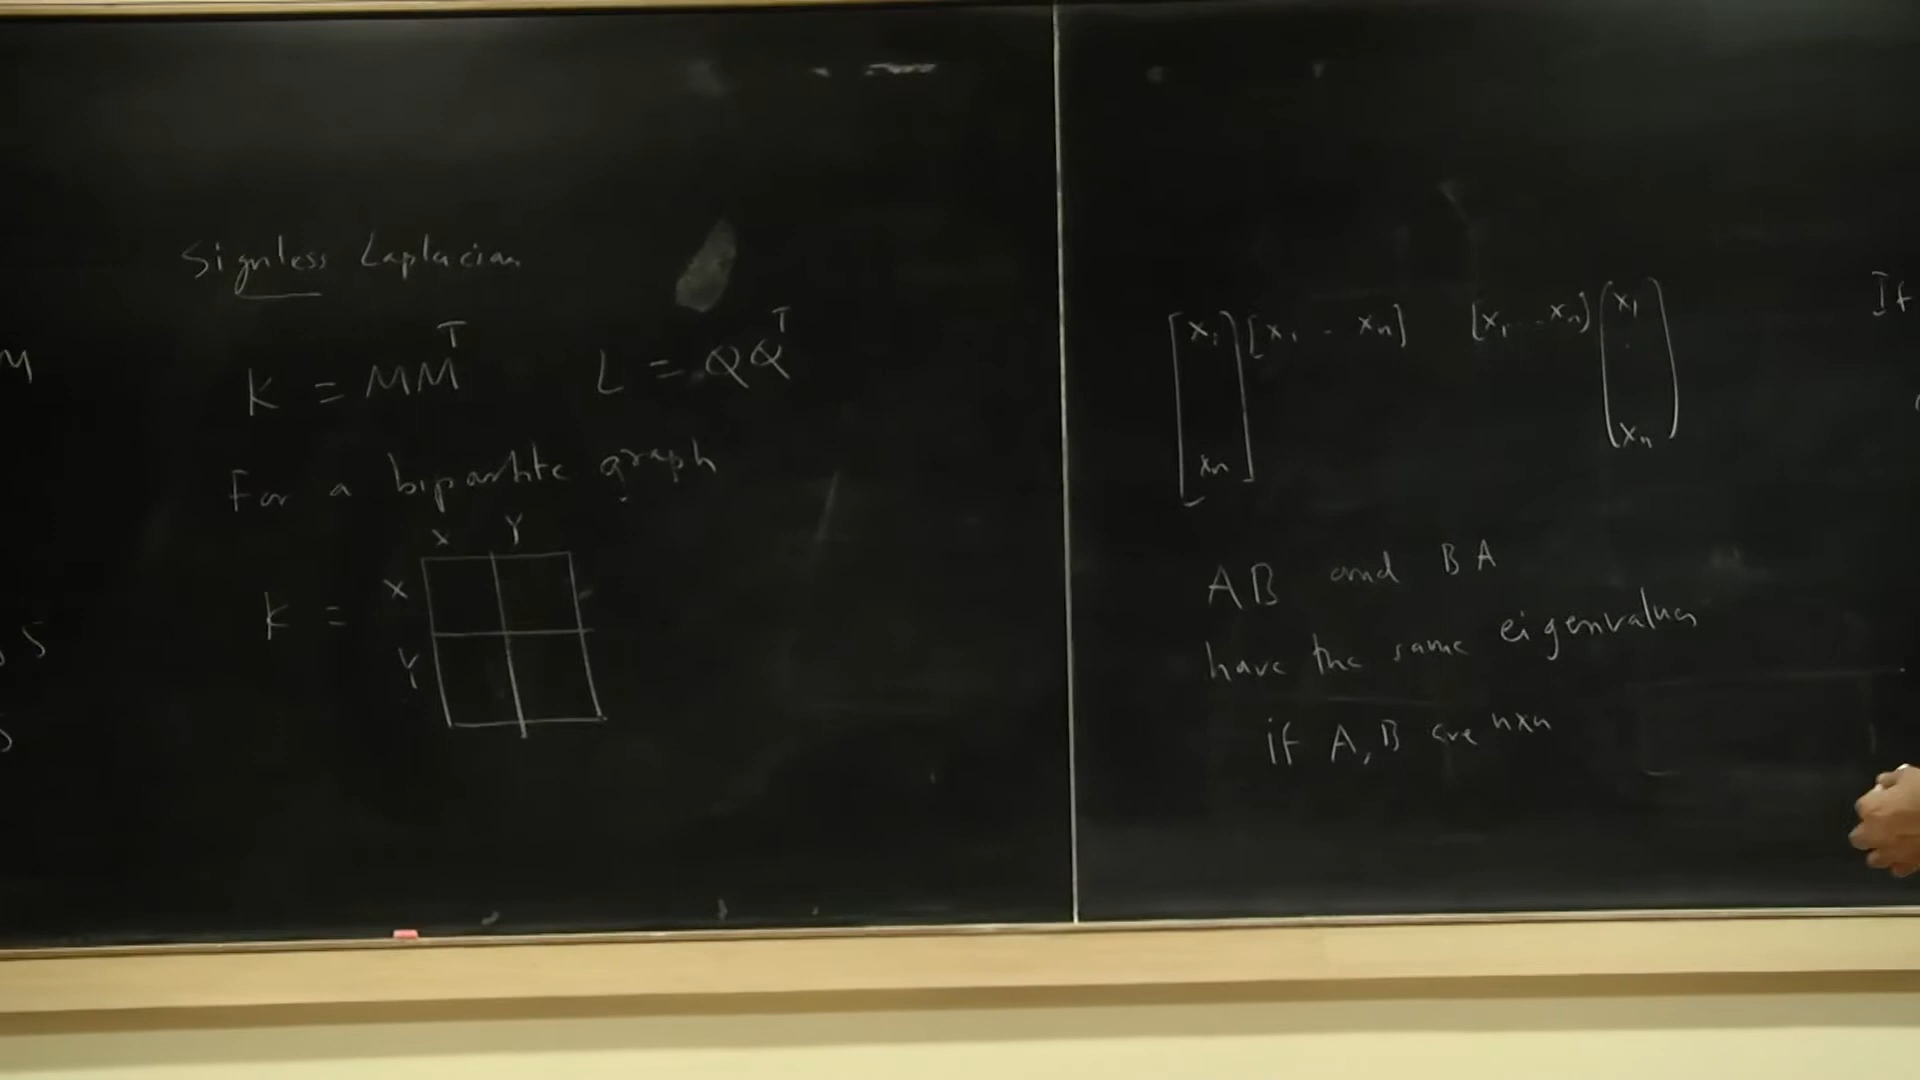 M
S
Signless Laplacian
K = MM^T L = QQ^T
For a bipartite graph
X Y
X
K =
Y
[x1 xn] [x1 - xn] [x1 ... xn] (x1 . xn)
AB and BA
have the same eigenvalues
if A, B are nxn
If